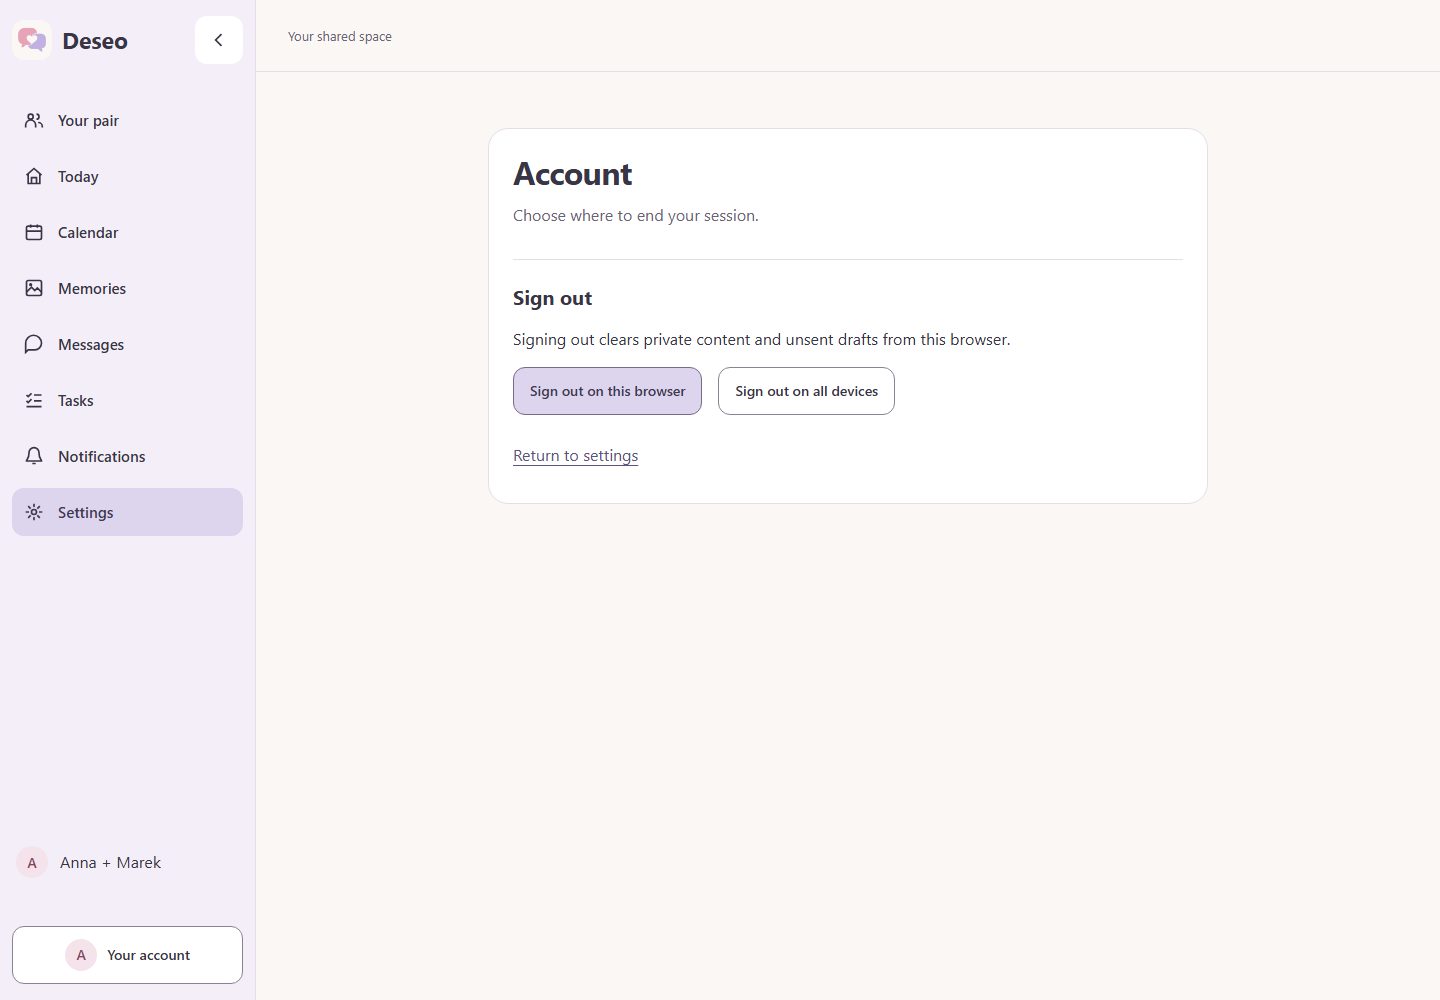 Deseo
Your pair
Today
Calendar
Memories
Messages
Tasks
Notifications
Settings
A Anna + Marek
A Your account
Your shared space
Account
Choose where to end your session.
Sign out
Signing out clears private content and unsent drafts from this browser.
Sign out on this browser
Sign out on all devices
Return to settings